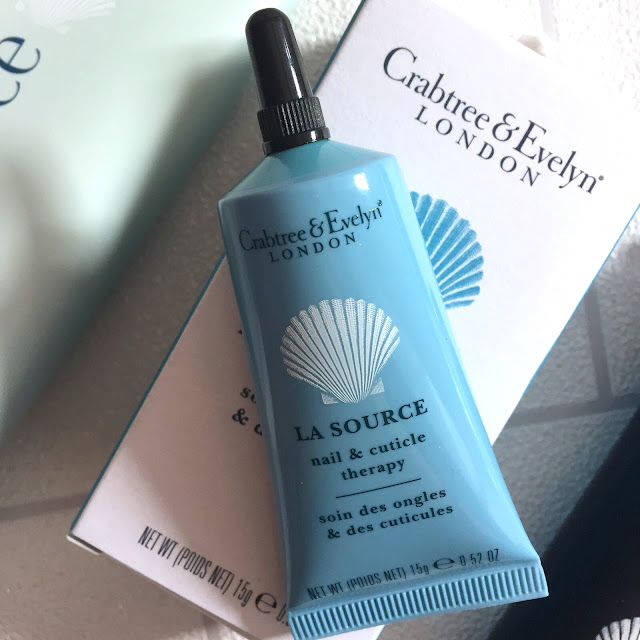 Crabtree & Evelyn®
LONDON
Crabtree & Evelyn®
LONDON
LA SOURCE
nail & cuticle
therapy
soin des ongles
& des cuticules
NET WT (POIDS NET) 15g ℮ 0.52 OZ
NET WT (POIDS NET) 15g ℮